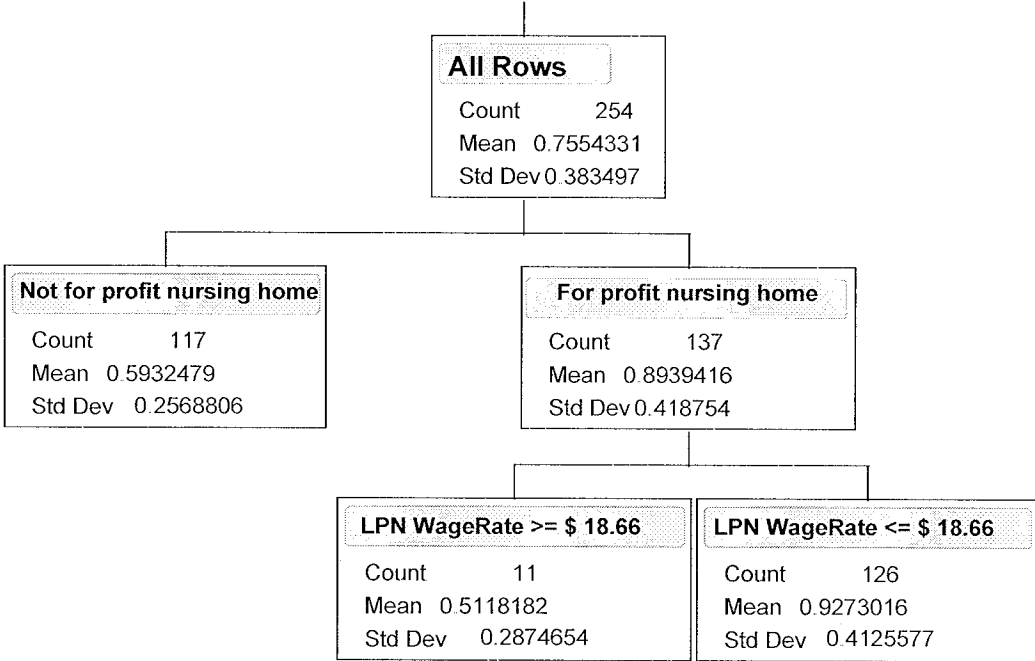 All Rows
Count 254
Mean 0.7554331
Std Dev 0.383497
Not for profit nursing home
Count 117
Mean 0.5932479
Std Dev 0.2568806
For profit nursing home
Count 137
Mean 0.8939416
Std Dev 0.418754
LPN WageRate >= $ 18.66
Count 11
Mean 0.5118182
Std Dev 0.2874654
LPN WageRate <= $ 18.66
Count 126
Mean 0.9273016
Std Dev 0.4125577